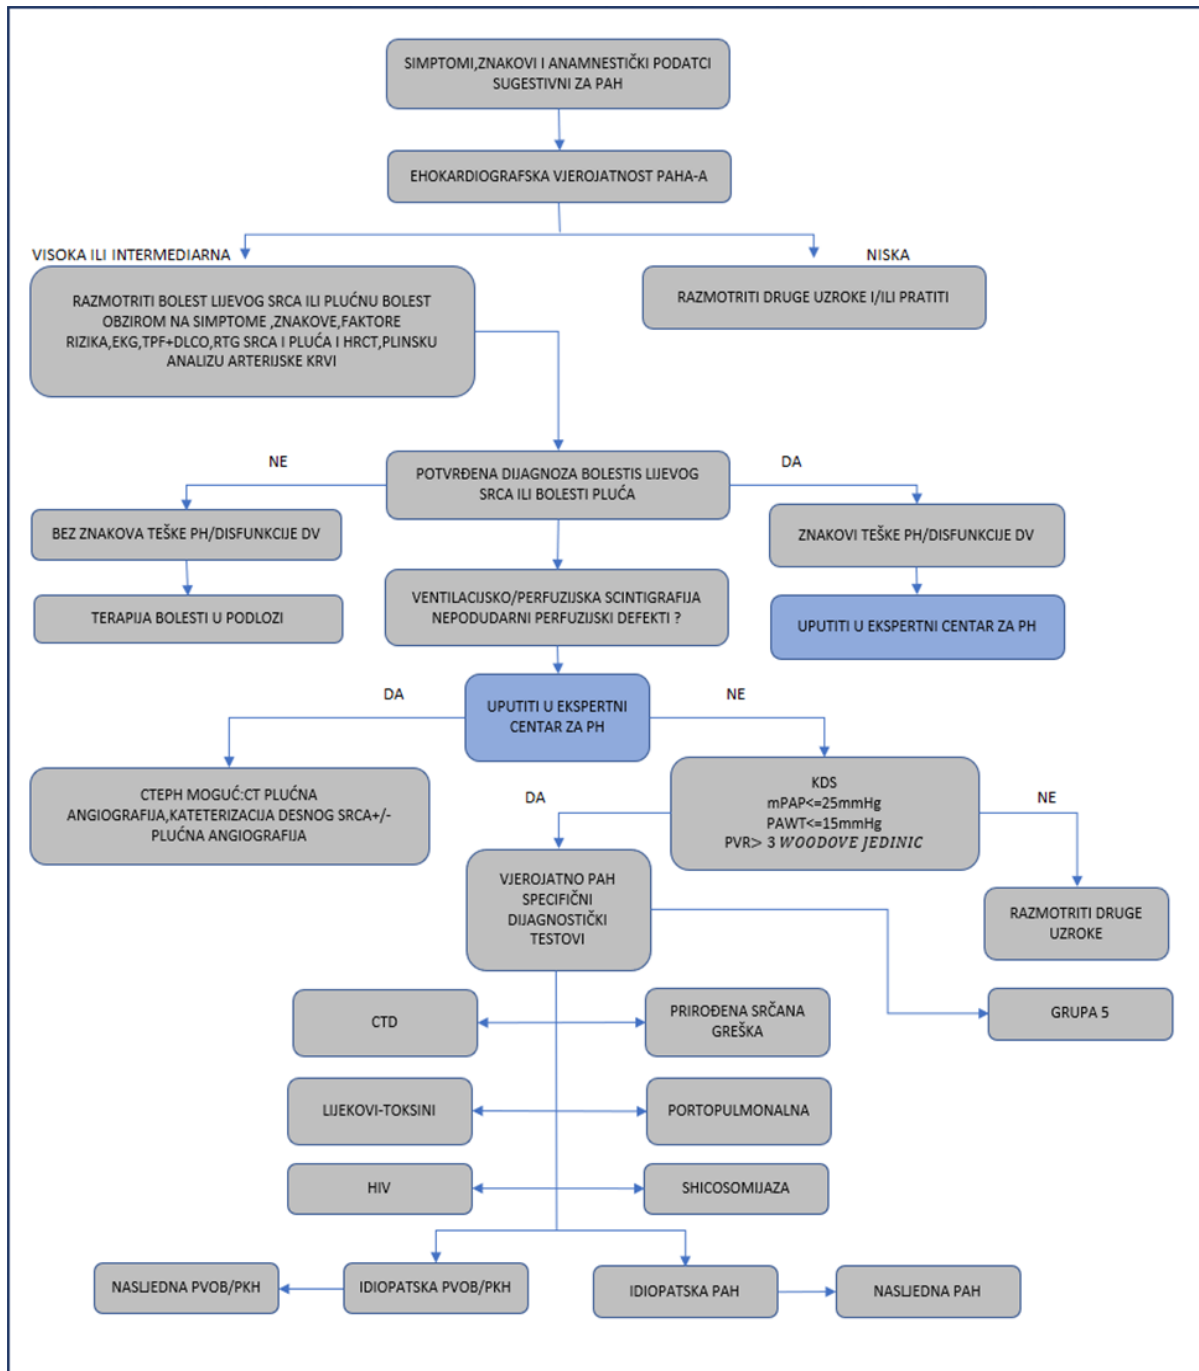 SIMPTOMI,ZNAKOVI I ANAMNESTIČKI PODATCI
SUGESTIVNI ZA PAH
EHOKARDIOGRAFSKA VJEROJATNOST PAHA-A
VISOKA ILI INTERMEDIARNA
NISKA
RAZMOTRITI BOLEST LIJEVOG SRCA ILI PLUĆNU BOLEST
OBZIROM NA SIMPTOME ,ZNAKOVE,FAKTORE
RIZIKA,EKG,TPF+DLCO,RTG SRCA I PLUĆA I HRCT,PLINSKU
ANALIZU ARTERIJSKE KRVI
RAZMOTRITI DRUGE UZROKE I/ILI PRATITI
NE
POTVRĐENA DIJAGNOZA BOLESTIS LIJEVOG
SRCA ILI BOLESTI PLUĆA
DA
BEZ ZNAKOVA TEŠKE PH/DISFUNKCIJE DV
ZNAKOVI TEŠKE PH/DISFUNKCIJE DV
TERAPIJA BOLESTI U PODLOZI
VENTILACIJSKO/PERFUZIJSKA SCINTIGRAFIJA
NEPODUDARNI PERFUZIJSKI DEFEKTI ?
UPUTITI U EKSPERTNI CENTAR ZA PH
DA
UPUTITI U EKSPERTNI
CENTAR ZA PH
NE
CTEPH MOGUĆ:CT PLUĆNA
ANGIOGRAFIJA,KATETERIZACIJA DESNOG SRCA+/-
PLUĆNA ANGIOGRAFIJA
DA
KDS
mPAP<=25mmHg
PAWT<=15mmHg
PVR> 3 WOODOVE JEDINIC
NE
VJEROJATNO PAH
SPECIFIČNI
DIJAGNOSTIČKI
TESTOVI
RAZMOTRITI DRUGE
UZROKE
CTD
PRIROĐENA SRČANA
GREŠKA
GRUPA 5
LIJEKOVI-TOKSINI
PORTOPULMONALNA
HIV
SHICOSOMIJAZA
NASLJEDNA PVOB/PKH
IDIOPATSKA PVOB/PKH
IDIOPATSKA PAH
NASLJEDNA PAH